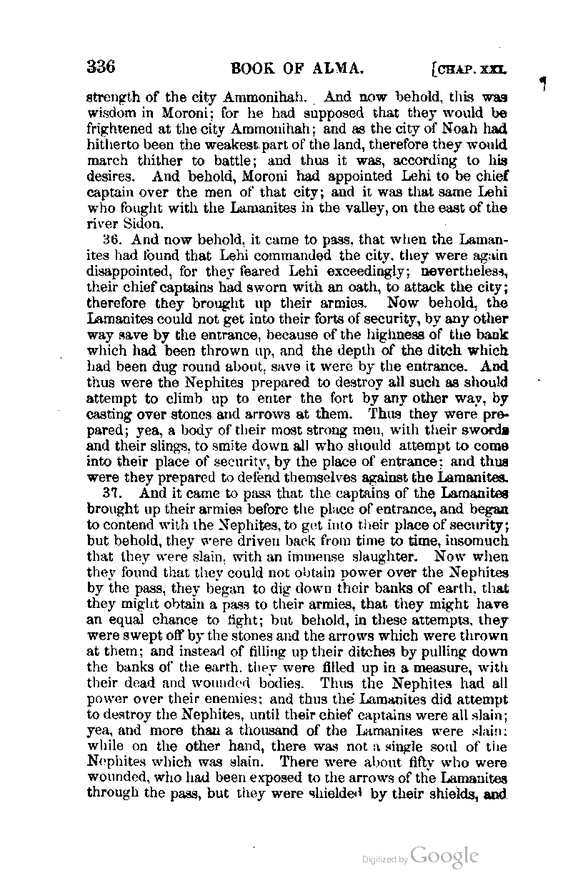 336 BOOK OF ALMA. [CHAP. XXI.
strength of the city Ammonihah. And now behold, this was
wisdom in Moroni; for he had supposed that they would be
frightened at the city Ammonihah; and as the city of Noah had
hitherto been the weakest part of the land, therefore they would
march thither to battle; and thus it was, according to his
desires. And behold, Moroni had appointed Lehi to be chief
captain over the men of that city; and it was that same Lehi
who fought with the Lamanites in the valley, on the east of the
river Sidon.
36. And now behold, it came to pass, that when the Laman-
ites had found that Lehi commanded the city, they were again
disappointed, for they feared Lehi exceedingly; nevertheless,
their chief captains had sworn with an oath, to attack the city;
therefore they brought up their armies. Now behold, the
Lamanites could not get into their forts of security, by any other
way save by the entrance, because of the highness of the bank
which had been thrown up, and the depth of the ditch which
had been dug round about, save it were by the entrance. And
thus were the Nephites prepared to destroy all such as should
attempt to climb up to enter the fort by any other way, by
casting over stones and arrows at them. Thus they were pre-
pared; yea, a body of their most strong men, with their swords
and their slings, to smite down all who should attempt to come
into their place of security, by the place of entrance; and thus
were they prepared to defend themselves against the Lamanites.
37. And it came to pass that the captains of the Lamanites
brought up their armies before the place of entrance, and began
to contend with the Nephites, to get into their place of security;
but behold, they were driven back from time to time, insomuch
that they were slain, with an immense slaughter. Now when
they found that they could not obtain power over the Nephites
by the pass, they began to dig down their banks of earth, that
they might obtain a pass to their armies, that they might have
an equal chance to fight; but behold, in these attempts, they
were swept off by the stones and the arrows which were thrown
at them; and instead of filling up their ditches by pulling down
the banks of the earth, they were filled up in a measure, with
their dead and wounded bodies. Thus the Nephites had all
power over their enemies; and thus the Lamanites did attempt
to destroy the Nephites, until their chief captains were all slain;
yea, and more than a thousand of the Lamanites were slain;
while on the other hand, there was not a single soul of the
Nephites which was slain. There were about fifty who were
wounded, who had been exposed to the arrows of the Lamanites
through the pass, but they were shielded by their shields, and
Digitized by Google